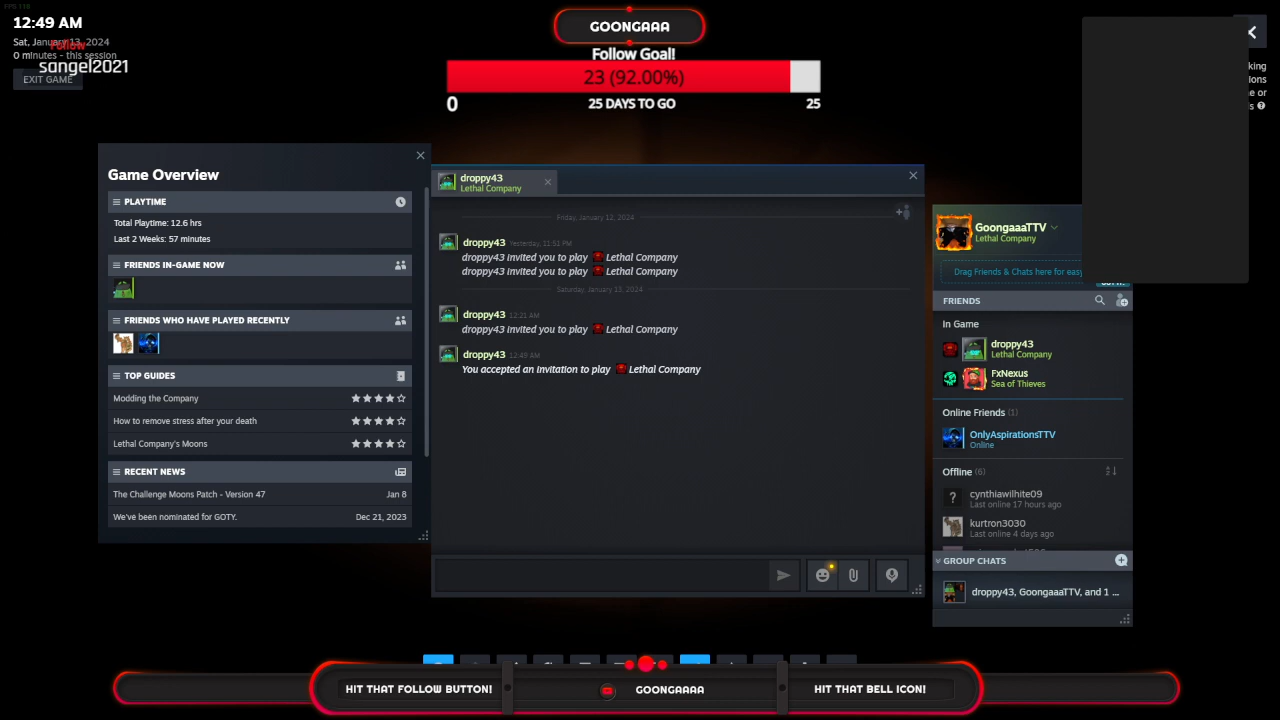 FPS 118
12:49 AM
Sat, January 13, 2024
Follow
0 minutes - this session
sangel2021
EXIT GAME
GOONGAAA
Follow Goal!
23 (92.00%)
0
25 DAYS TO GO
25
king
ions
e or
s
Game Overview
PLAYTIME
Total Playtime: 12.6 hrs
Last 2 Weeks: 57 minutes
FRIENDS IN-GAME NOW
FRIENDS WHO HAVE PLAYED RECENTLY
TOP GUIDES
Modding the Company
How to remove stress after your death
Lethal Company's Moons
RECENT NEWS
The Challenge Moons Patch - Version 47
Jan 8
We've been nominated for GOTY.
Dec 21, 2023
droppy43
Lethal Company
Friday, January 12, 2024
droppy43 Yesterday, 11:51 PM
droppy43 invited you to play Lethal Company
droppy43 invited you to play Lethal Company
Saturday, January 13, 2024
droppy43 12:21 AM
droppy43 invited you to play Lethal Company
droppy43 12:49 AM
You accepted an invitation to play Lethal Company
GoongaaaTTV
Lethal Company
Drag Friends & Chats here for easy
FRIENDS
In Game
droppy43
Lethal Company
FxNexus
Sea of Thieves
Online Friends (1)
OnlyAspirationsTTV
Online
Offline (6)
cynthiawilhite09
Last online 17 hours ago
kurtron3030
Last online 4 days ago
GROUP CHATS
droppy43, GoongaaaTTV, and 1 ...
HIT THAT FOLLOW BUTTON!
GOONGAAAA
HIT THAT BELL ICON!